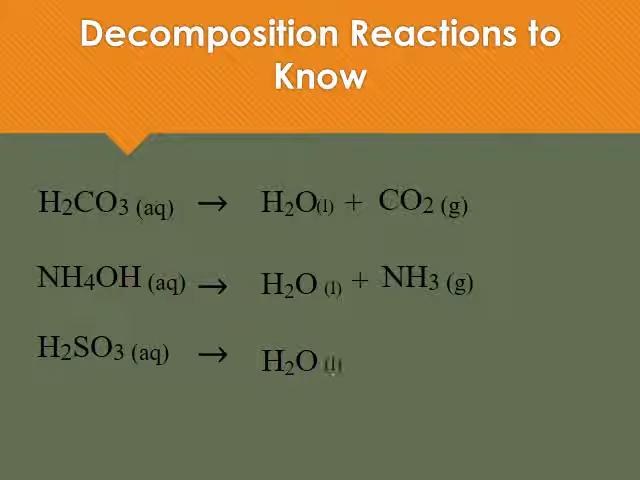 Decomposition Reactions to
Know
H2CO3 (aq) → H2O(l) + CO2 (g)
NH4OH (aq) → H2O (l) + NH3 (g)
H2SO3 (aq) → H2O (l)